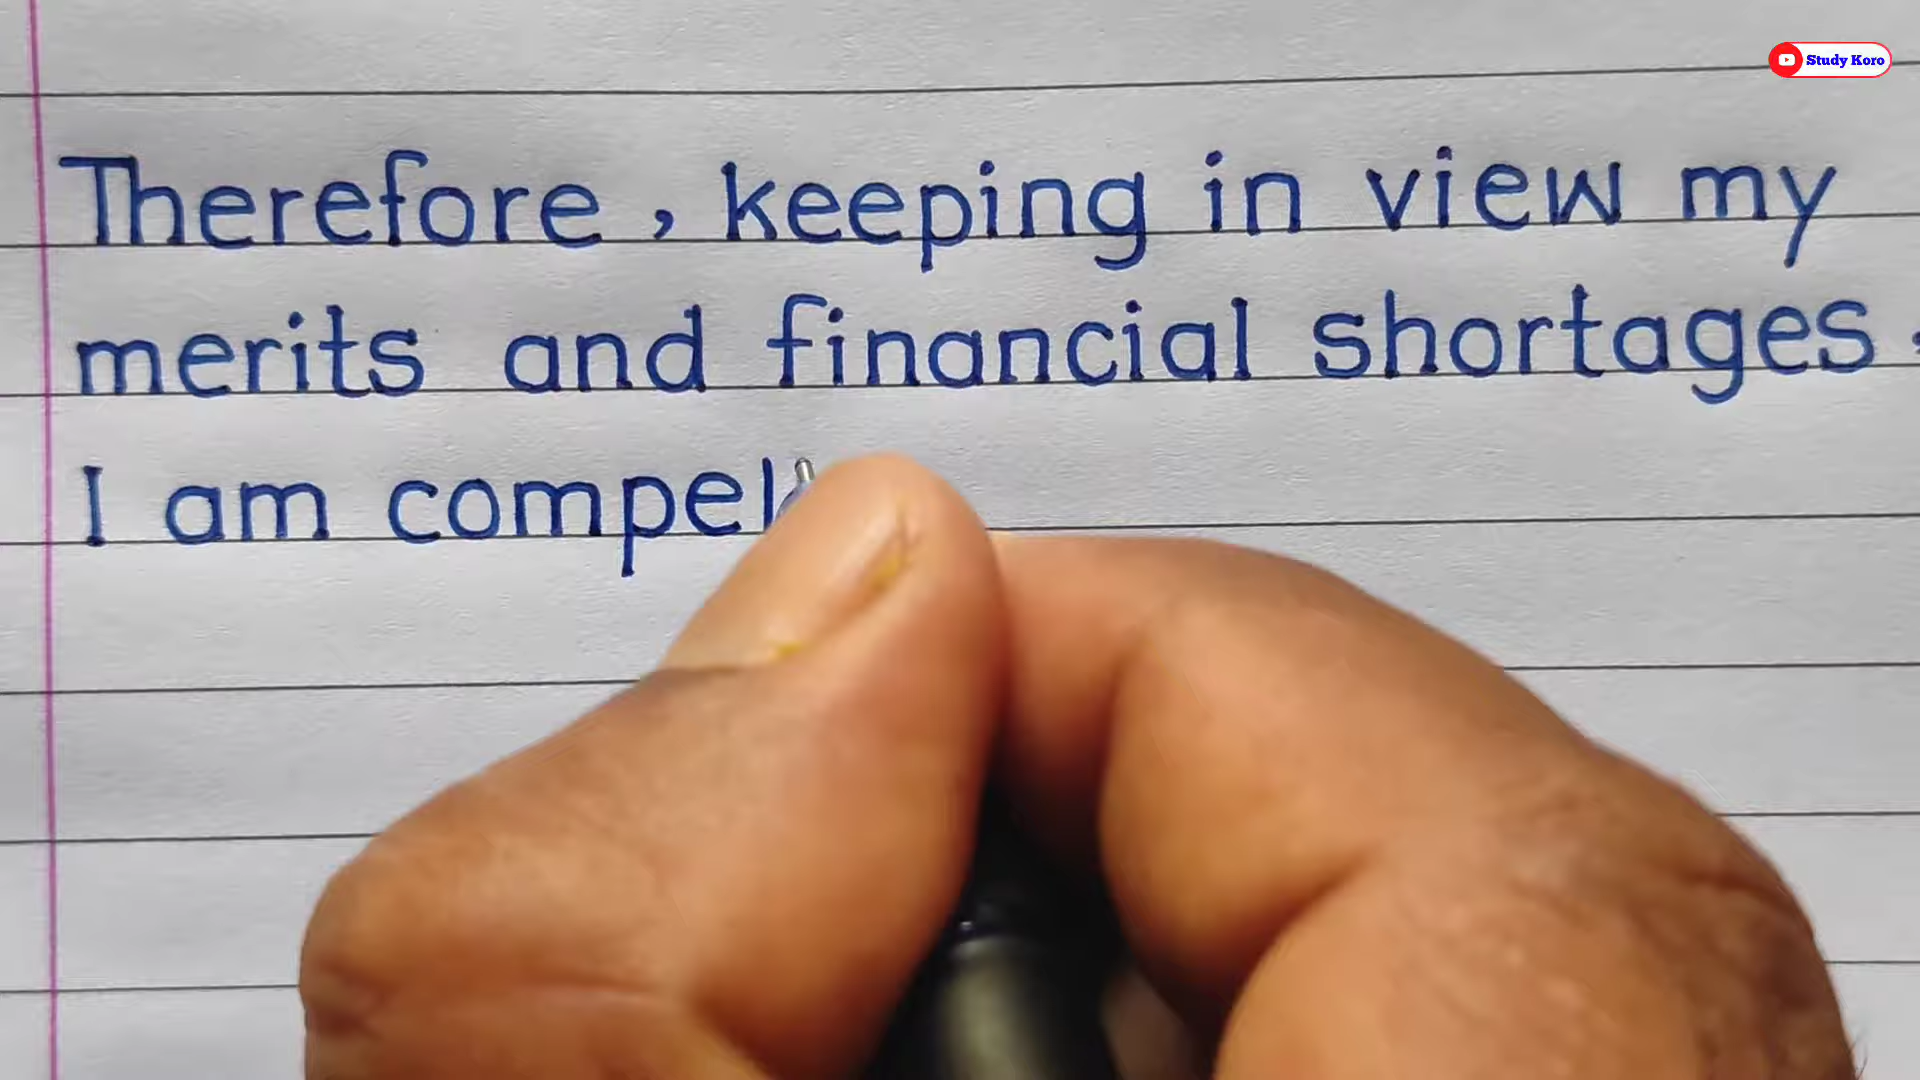 Study Koro
Therefore, keeping in view my
merits and financial shortages,
I am compel